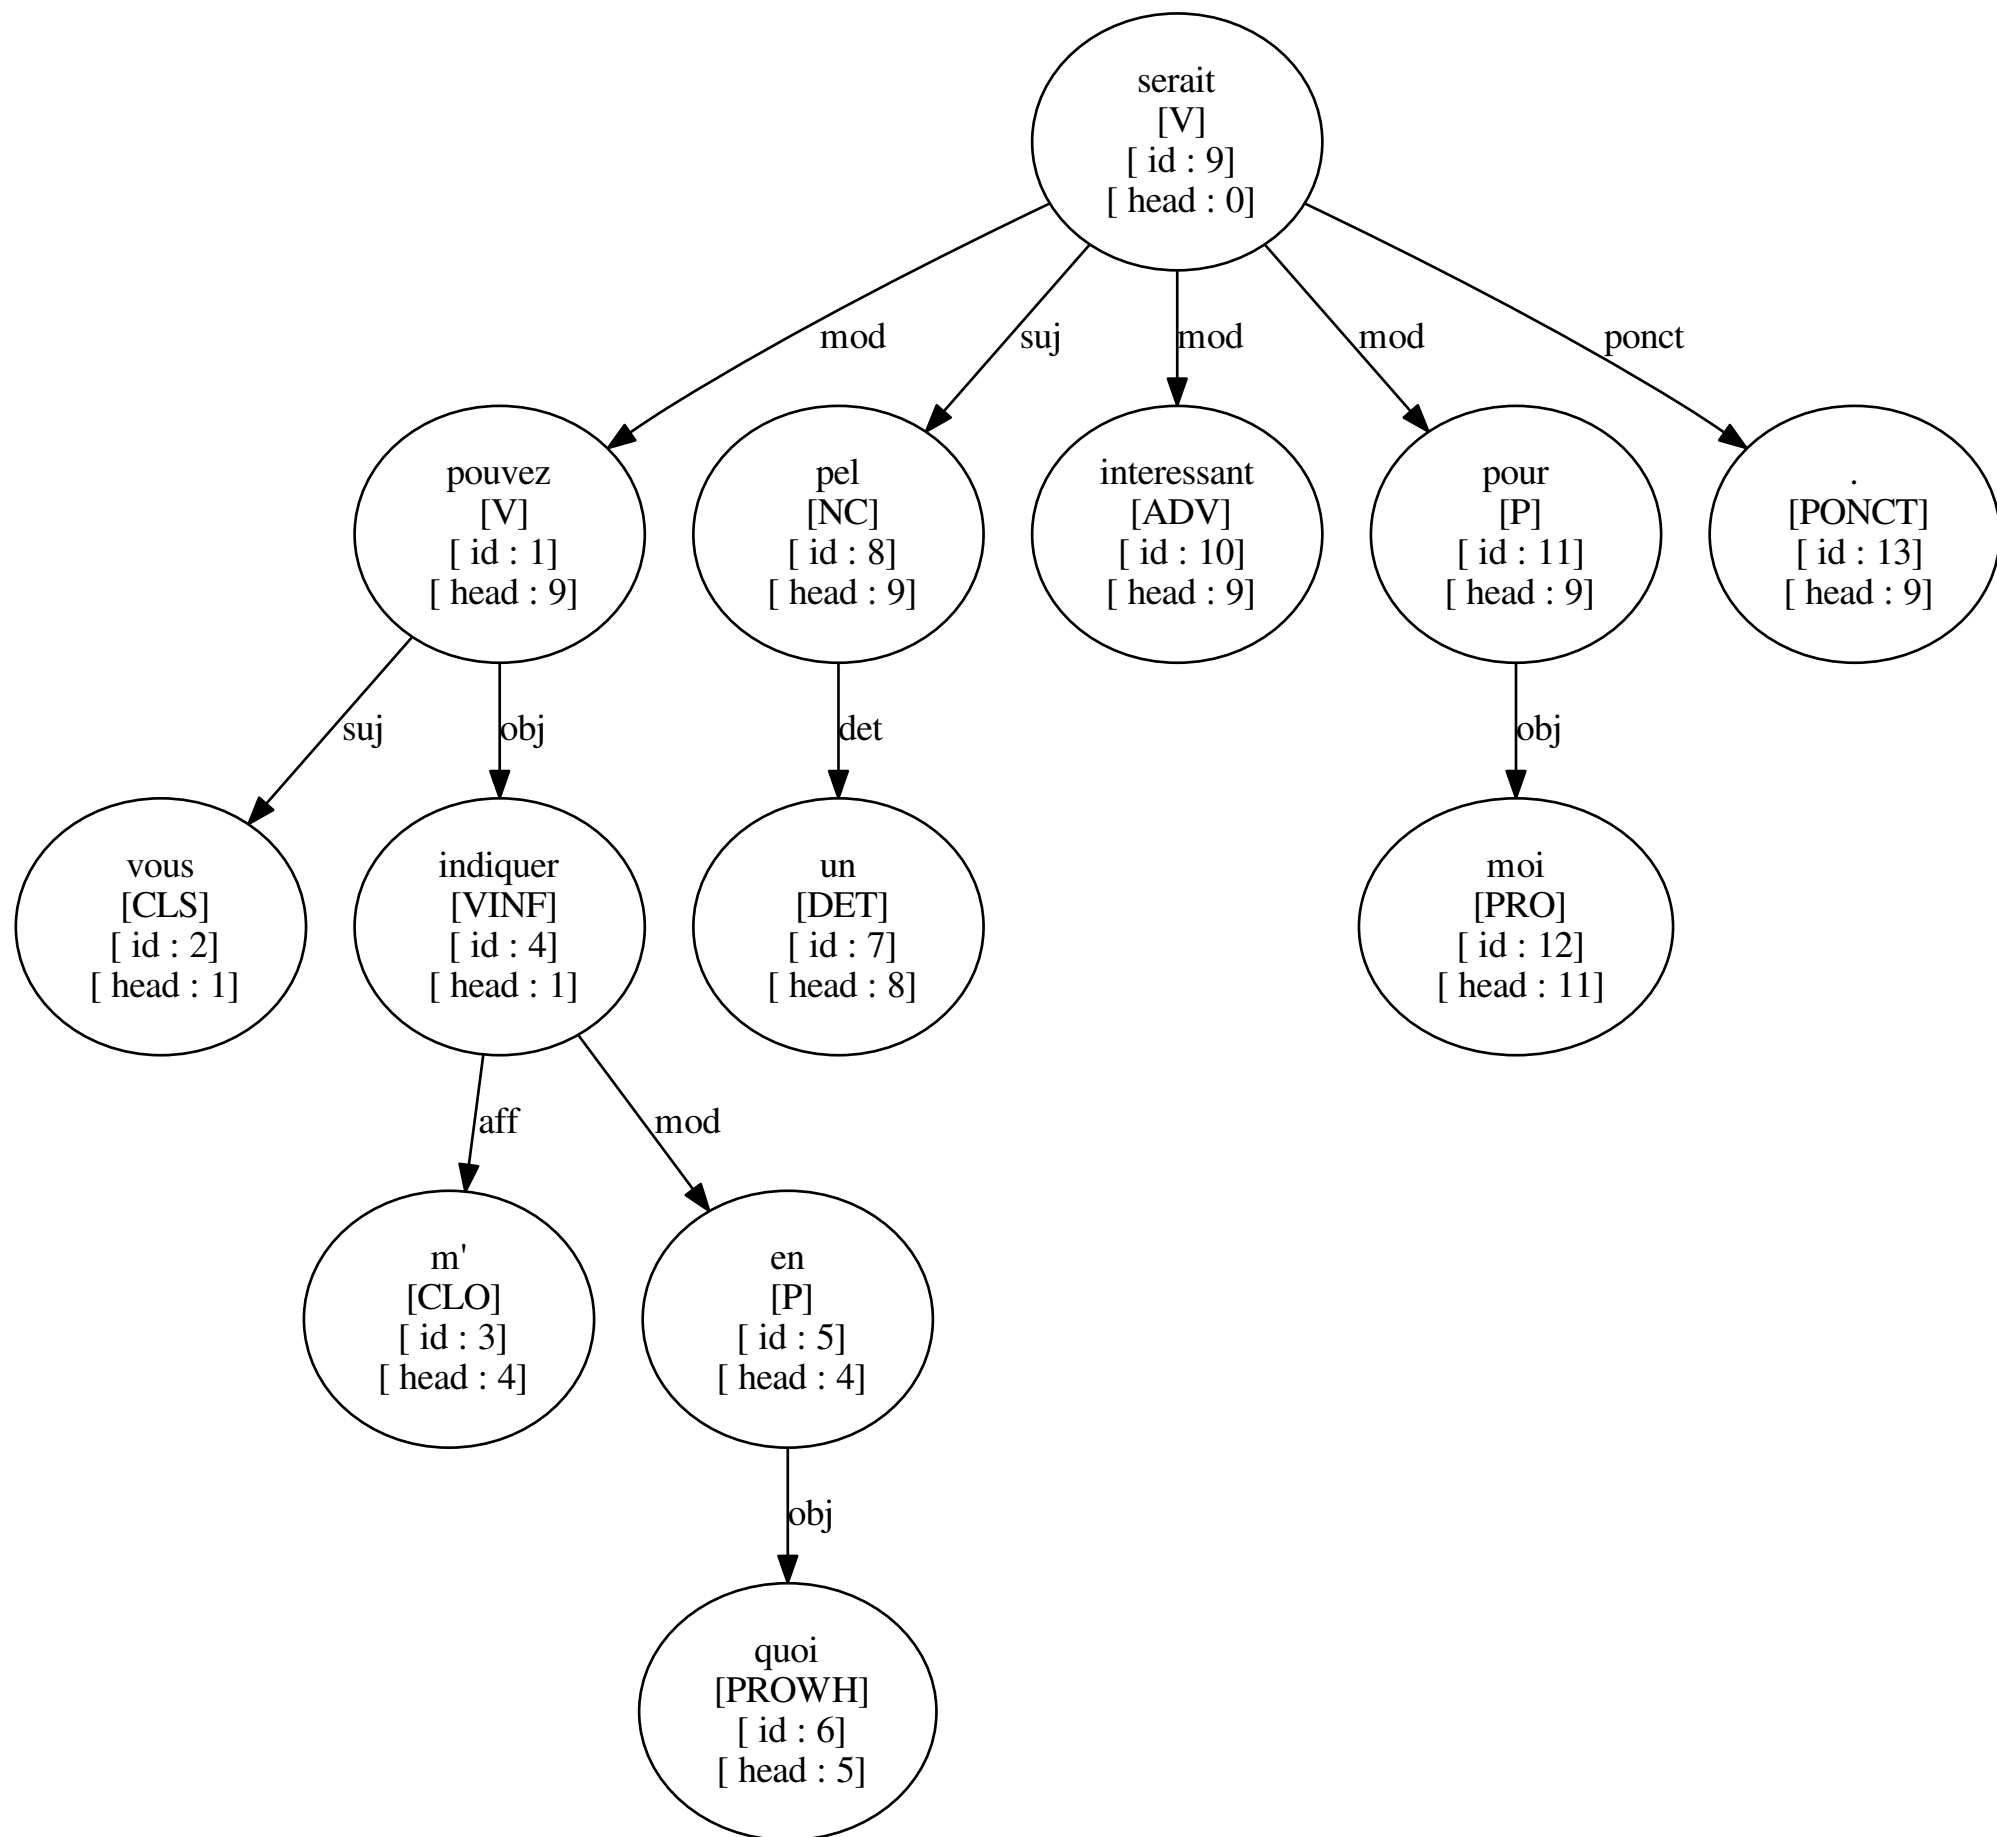 serait
[V]
[ id : 9]
[ head : 0]
mod
suj
mod
mod
ponct
pouvez
[V]
[ id : 1]
[ head : 9]
pel
[NC]
[ id : 8]
[ head : 9]
interessant
[ADV]
[ id : 10]
[ head : 9]
pour
[P]
[ id : 11]
[ head : 9]
.
[PONCT]
[ id : 13]
[ head : 9]
suj
obj
det
obj
vous
[CLS]
[ id : 2]
[ head : 1]
indiquer
[VINF]
[ id : 4]
[ head : 1]
un
[DET]
[ id : 7]
[ head : 8]
moi
[PRO]
[ id : 12]
[ head : 11]
aff
mod
m'
[CLO]
[ id : 3]
[ head : 4]
en
[P]
[ id : 5]
[ head : 4]
obj
quoi
[PROWH]
[ id : 6]
[ head : 5]